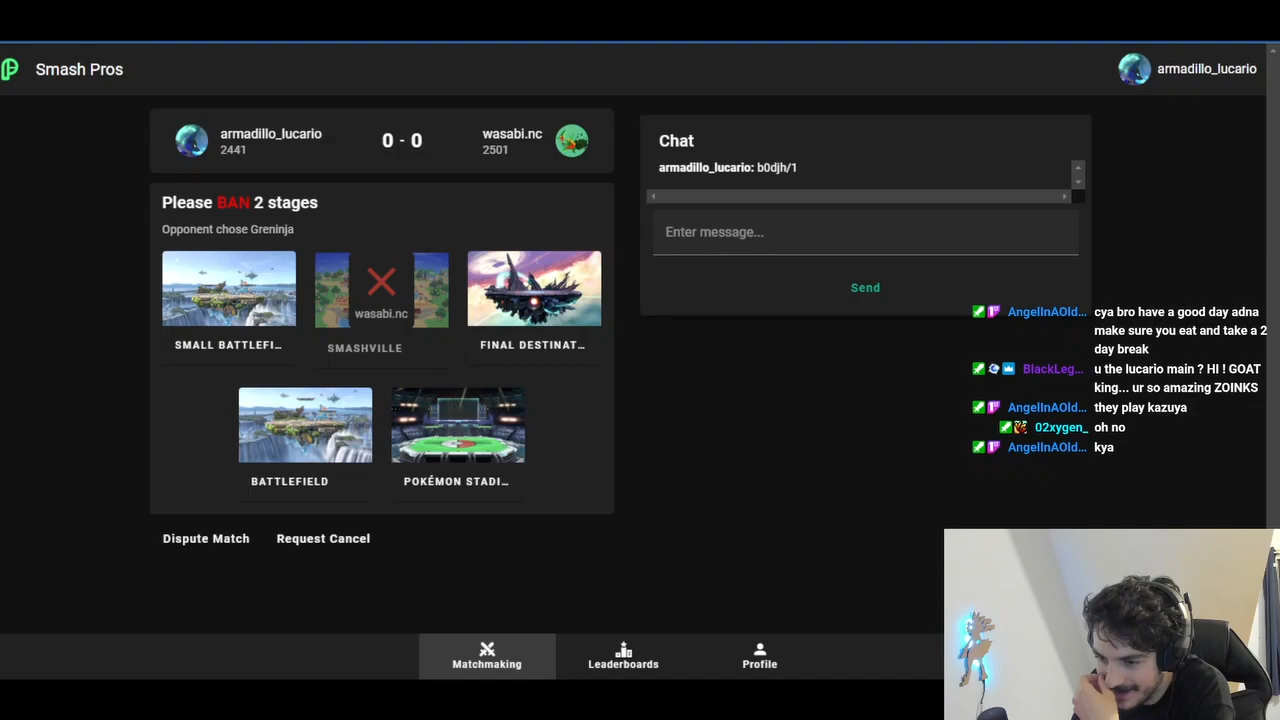 Smash Pros
armadillo_lucario
armadillo_lucario
2441
0 - 0
wasabi.nc
2501
Please BAN 2 stages
Opponent chose Greninja
wasabi.nc
SMALL BATTLEFI...
SMASHVILLE
FINAL DESTINAT...
BATTLEFIELD
POKÉMON STADI...
Dispute Match
Request Cancel
Chat
armadillo_lucario: b0djh/1
Enter message...
Send
AngelInAOld... cya bro have a good day adna
make sure you eat and take a 2
day break
BlackLeg... u the lucario main ? HI ! GOAT
king... ur so amazing ZOINKS
AngelInAOld... they play kazuya
02xygen_ oh no
AngelInAOld... kya
Matchmaking
Leaderboards
Profile